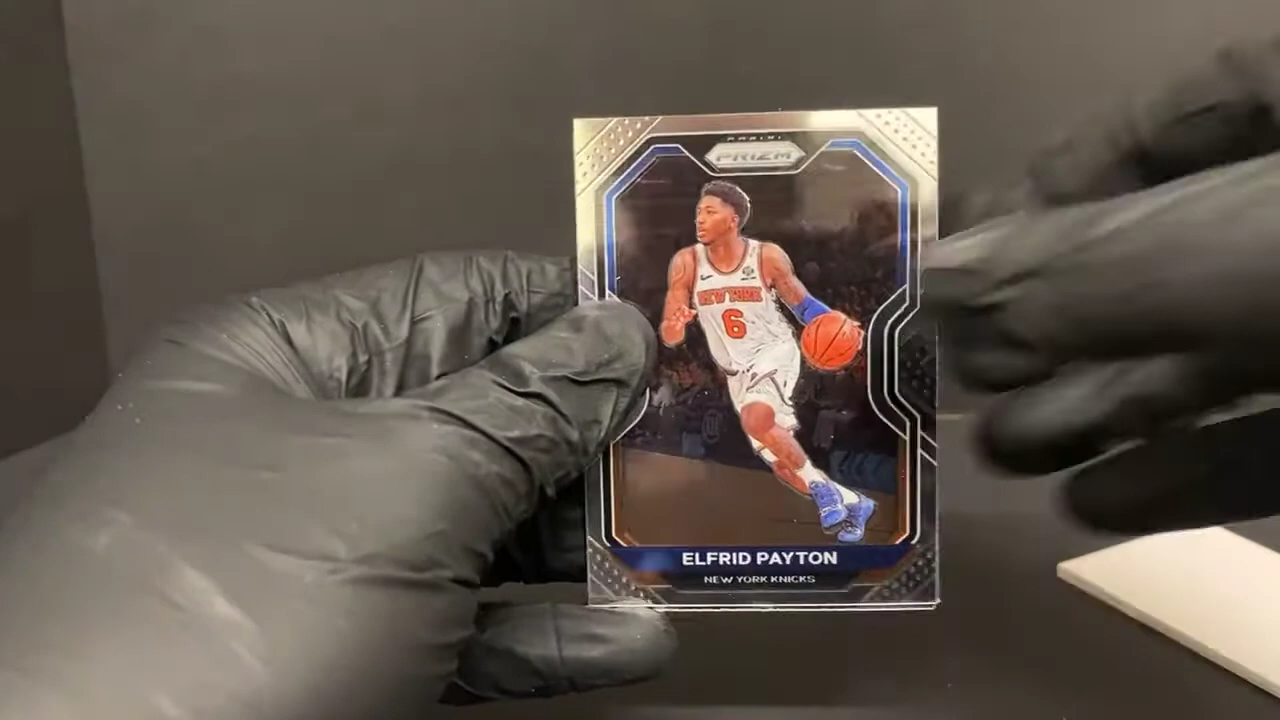 PANINI
PRIZM
NEW YORK
6
ELFRID PAYTON
NEW YORK KNICKS